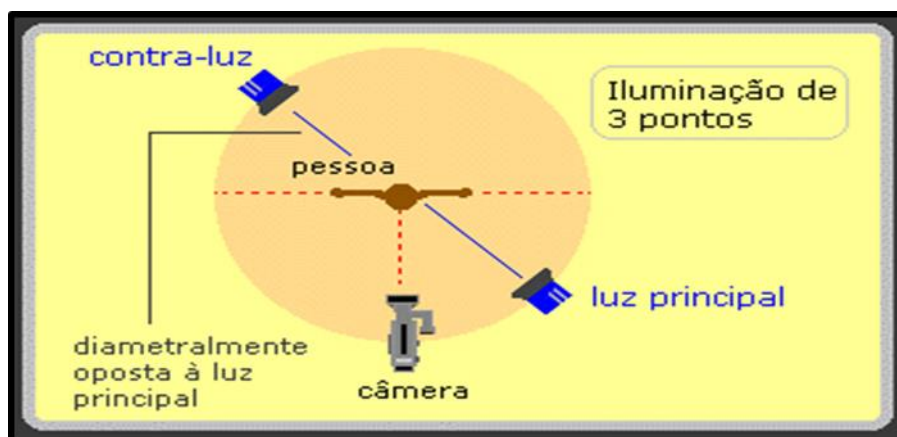 contra-luz
Iluminação de
3 pontos
pessoa
luz principal
diametralmente
oposta à luz
principal
câmera